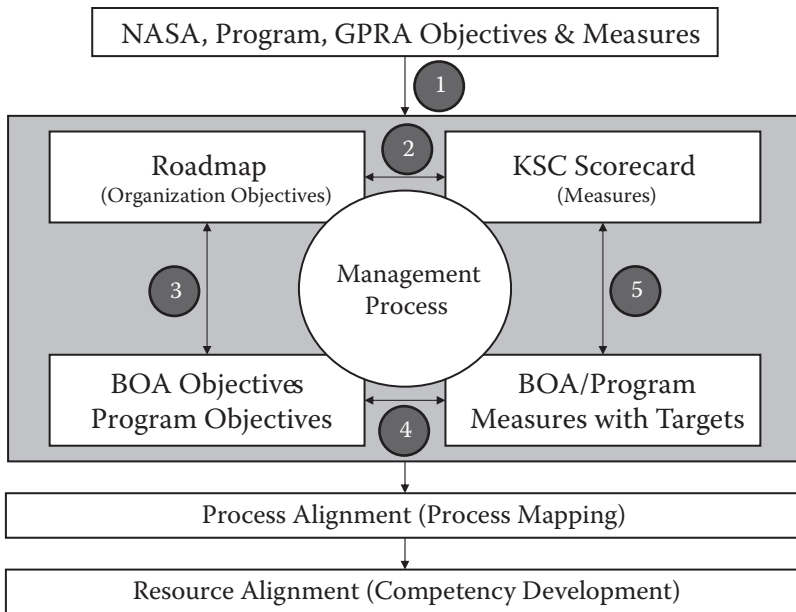 NASA, Program, GPRA Objectives & Measures
1
2
Roadmap
(Organization Objectives)
KSC Scorecard
(Measures)
Management
Process
3
5
BOA Objectives
Program Objectives
BOA/Program
Measures with Targets
4
Process Alignment (Process Mapping)
Resource Alignment (Competency Development)